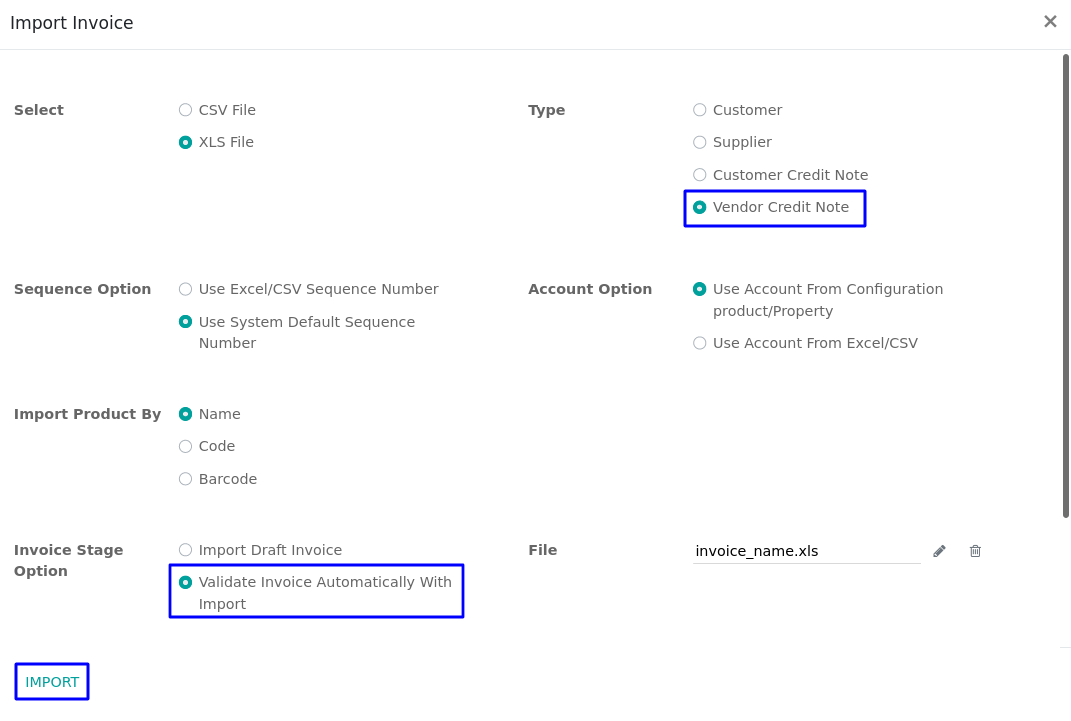 Import Invoice
Select
CSV File
XLS File
Type
Customer
Supplier
Customer Credit Note
Vendor Credit Note
Sequence Option
Use Excel/CSV Sequence Number
Use System Default Sequence
Number
Account Option
Use Account From Configuration
product/Property
Use Account From Excel/CSV
Import Product By
Name
Code
Barcode
Invoice Stage
Option
Import Draft Invoice
Validate Invoice Automatically With
Import
File
invoice_name.xls
IMPORT